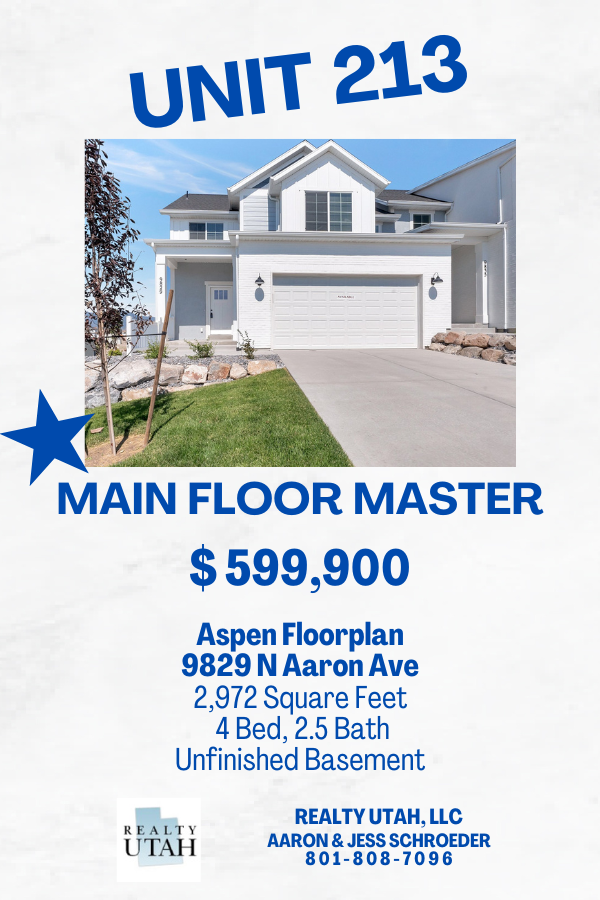 UNIT 213
MAIN FLOOR MASTER
$ 599,900
Aspen Floorplan
9829 N Aaron Ave
2,972 Square Feet
4 Bed, 2.5 Bath
Unfinished Basement
REALTY
UTAH
REALTY UTAH, LLC
AARON & JESS SCHROEDER
801-808-7096